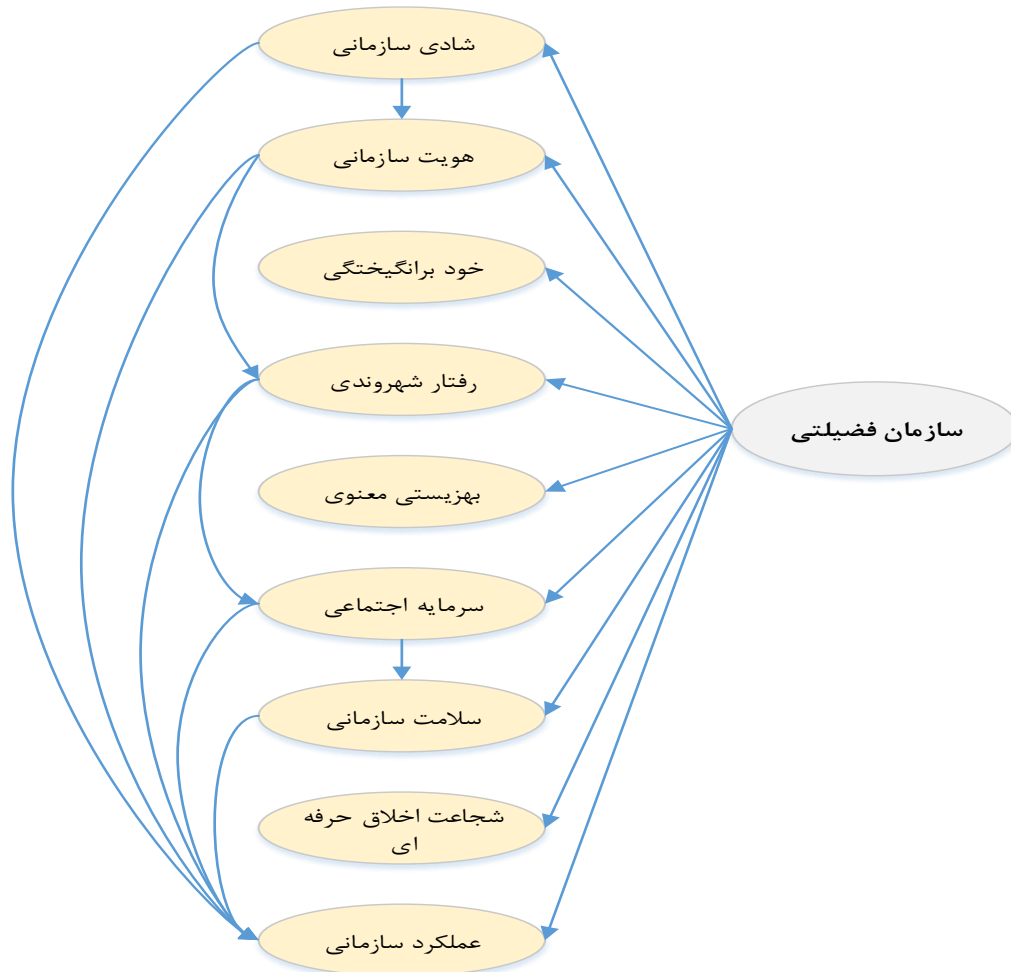 شادی سازمانی
هویت سازمانی
خود برانگیختگی
رفتار شهروندی
سازمان فضیلتی
بهزیستی معنوی
سرمایه اجتماعی
سلامت سازمانی
شجاعت اخلاق حرفه
ای
عملکرد سازمانی